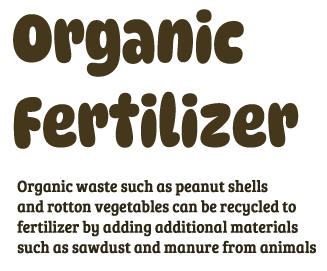 Organic
Fertilizer
Organic waste such as peanut shells
and rotton vegetables can be recycled to
fertilizer by adding additional materials
such as sawdust and manure from animals